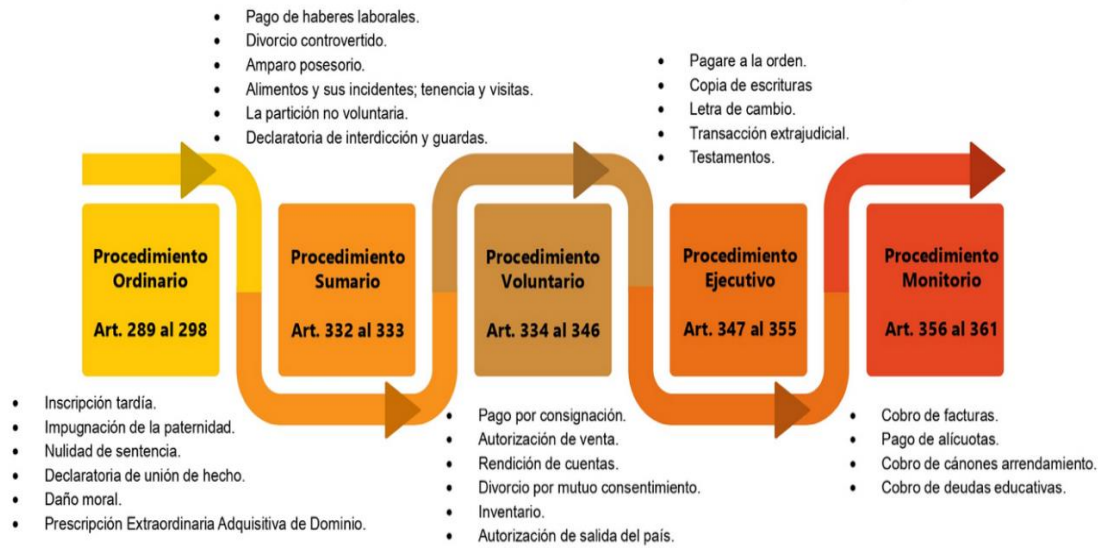 • Pago de haberes laborales.
• Divorcio controvertido.
• Amparo posesorio.
• Alimentos y sus incidentes; tenencia y visitas.
• La partición no voluntaria.
• Declaratoria de interdicción y guardas.
• Pagare a la orden.
• Copia de escrituras
• Letra de cambio.
• Transacción extrajudicial.
• Testamentos.
Procedimiento
Ordinario
Art. 289 al 298
Procedimiento
Sumario
Art. 332 al 333
Procedimiento
Voluntario
Art. 334 al 346
Procedimiento
Ejecutivo
Art. 347 al 355
Procedimiento
Monitorio
Art. 356 al 361
• Inscripción tardía.
• Impugnación de la paternidad.
• Nulidad de sentencia.
• Declaratoria de unión de hecho.
• Daño moral.
• Prescripción Extraordinaria Adquisitiva de Dominio.
• Pago por consignación.
• Autorización de venta.
• Rendición de cuentas.
• Divorcio por mutuo consentimiento.
• Inventario.
• Autorización de salida del país.
• Cobro de facturas.
• Pago de alícuotas.
• Cobro de cánones arrendamiento.
• Cobro de deudas educativas.